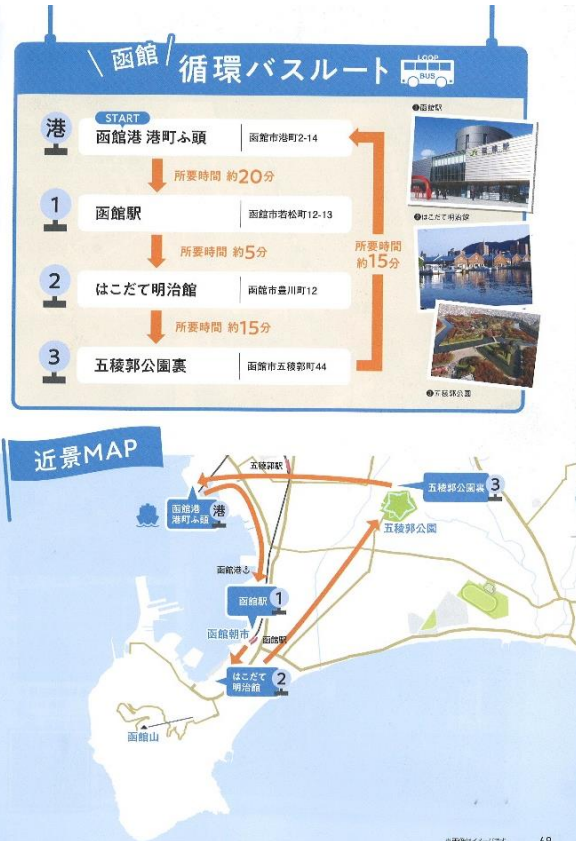 函館
循環バスルート
LOOP
BUS
❶函館駅
START
港
函館港 港町ふ頭
函館市港町2-14
所要時間 約20分
❷はこだて明治館
1
函館駅
函館市若松町12-13
所要時間 約5分
所要時間
約15分
2
はこだて明治館
函館市豊川町12
所要時間 約15分
3
五稜郭公園裏
函館市五稜郭町44
❸五稜郭公園
近景MAP
五稜郭駅
五稜郭公園裏
3
函館港
港町ふ頭
港
五稜郭公園
函館港
函館駅
1
函館朝市
函館駅
はこだて
明治館
2
函館山